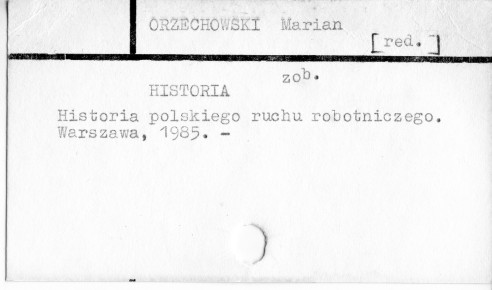 ORZECHOWSKI Marian
[red.]
zob.
HISTORIA
Historia polskiego ruchu robotniczego.
Warszawa, 1985. -